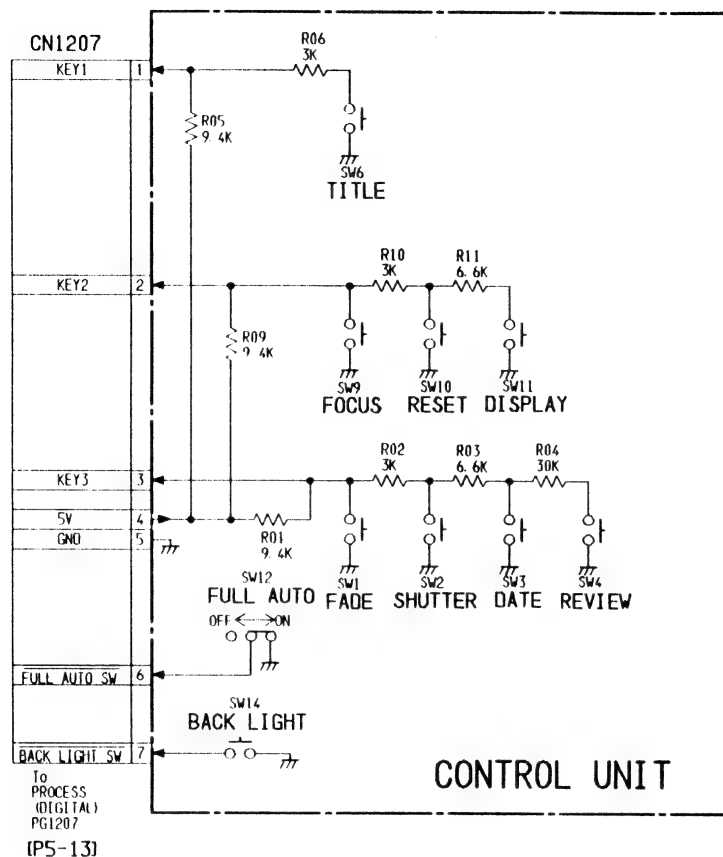 CN1207
KEY1 1
R06
3K
R05
9.4K
SW6
TITLE
KEY2 2
R10
3K
R11
6.6K
R09
9.4K
SW9
SW10
SW11
FOCUS RESET DISPLAY
KEY3 3
R02
3K
R03
6.6K
R04
30K
5V 4
GND 5
R01
9.4K
SW1
SW2
SW3
SW4
FADE SHUTTER DATE REVIEW
SW12
FULL AUTO
OFF ON
FULL AUTO SW 6
SW14
BACK LIGHT
BACK LIGHT SW 7
CONTROL UNIT
To
PROCESS
(DIGITAL)
PG1207
[P5-13]